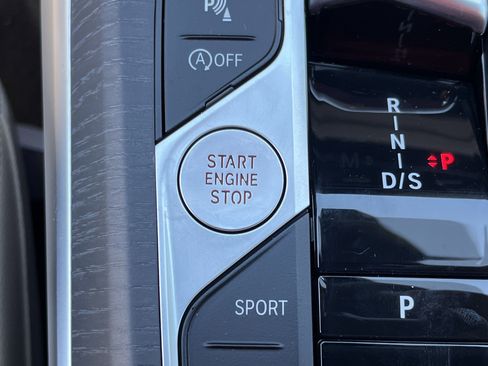 P
A OFF
START
ENGINE
STOP
SPORT
R
N
D/S
P
P